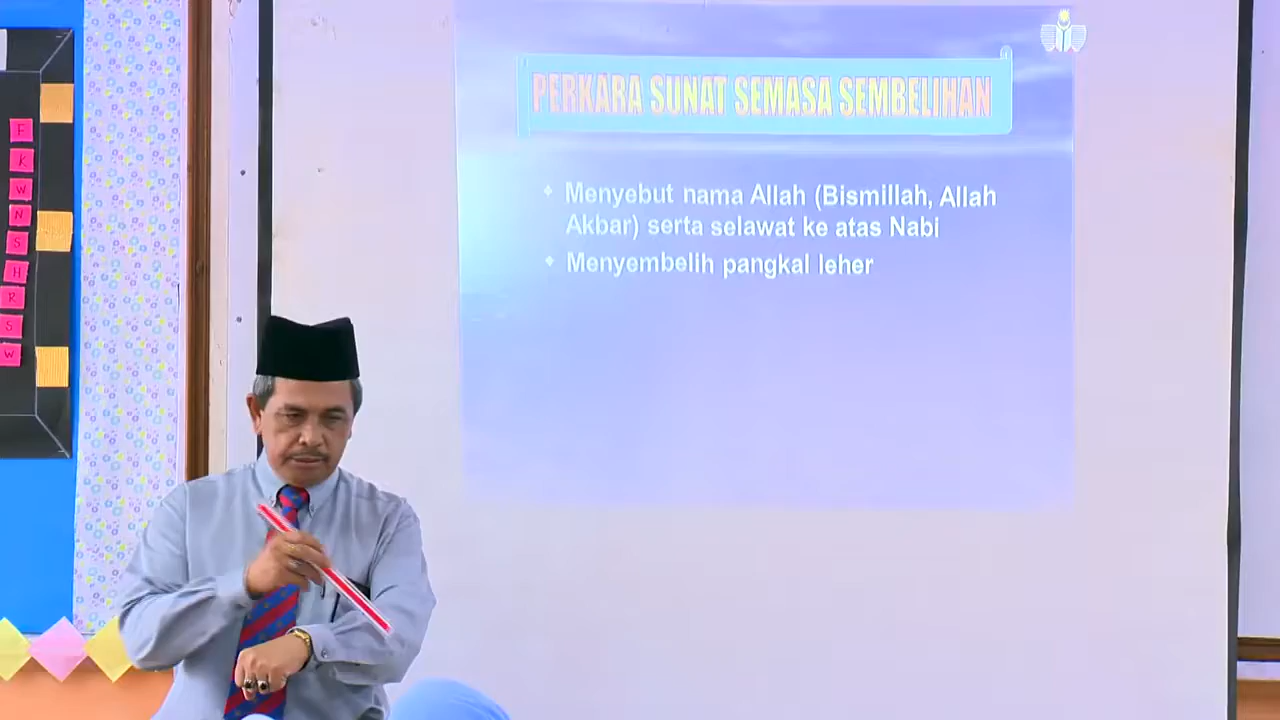 PERKARA SUNAT SEMASA SEMBELIHAN
Menyebut nama Allah (Bismillah, Allah
Akbar) serta selawat ke atas Nabi
Menyembelih pangkal leher
F
K
W
N
S
H
R
S
W